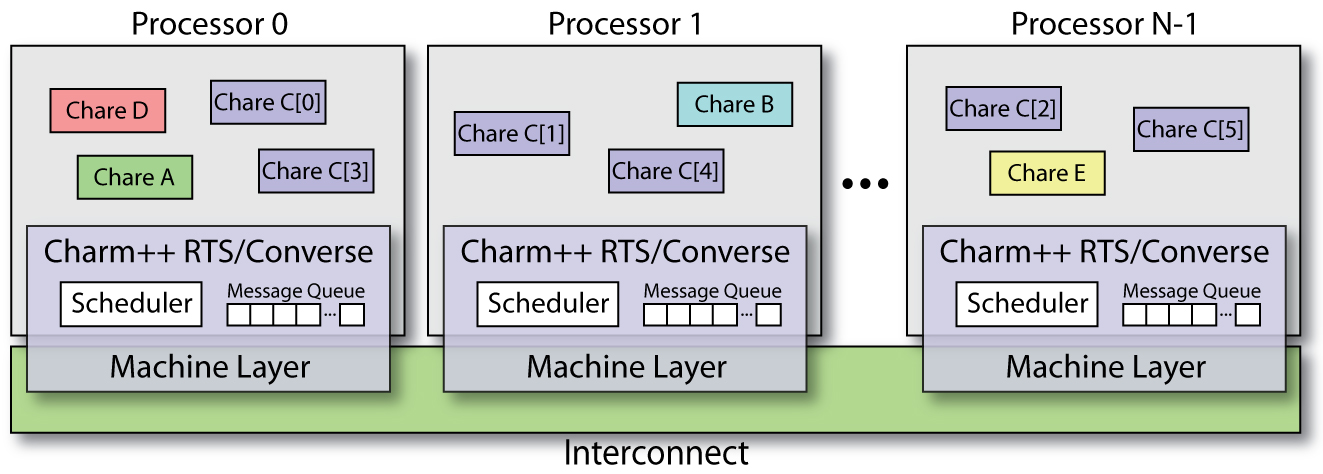 Processor 0
Chare D
Chare C[0]
Chare A
Chare C[3]
Charm++ RTS/Converse
Scheduler
Message Queue
...
Machine Layer
Processor 1
Chare B
Chare C[1]
Chare C[4]
Charm++ RTS/Converse
Scheduler
Message Queue
...
Machine Layer
...
Processor N-1
Chare C[2]
Chare C[5]
Chare E
Charm++ RTS/Converse
Scheduler
Message Queue
...
Machine Layer
Interconnect